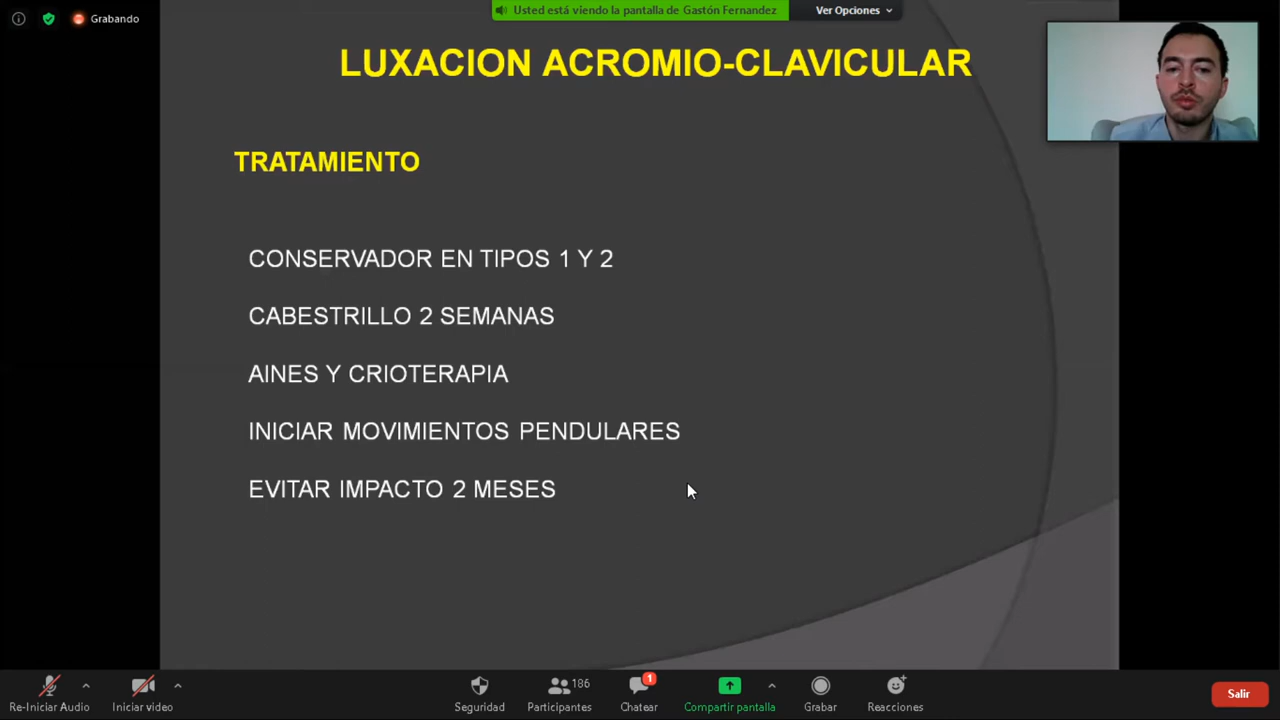 Grabando
Usted está viendo la pantalla de Gastón Fernandez
Ver Opciones
LUXACION ACROMIO-CLAVICULAR
TRATAMIENTO
CONSERVADOR EN TIPOS 1 Y 2
CABESTRILLO 2 SEMANAS
AINES Y CRIOTERAPIA
INICIAR MOVIMIENTOS PENDULARES
EVITAR IMPACTO 2 MESES
186
1
Re-Iniciar Audio
Iniciar video
Seguridad
Participantes
Chatear
Compartir pantalla
Grabar
Reacciones
Salir